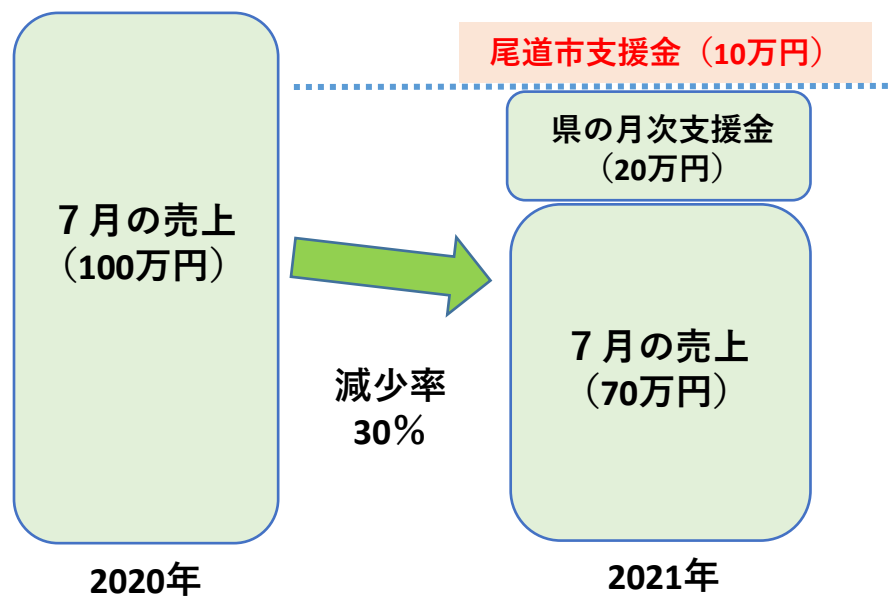 尾道市支援金（10万円）
県の月次支援金
（20万円）
７月の売上
（100万円）
７月の売上
（70万円）
減少率
30％
2020年
2021年